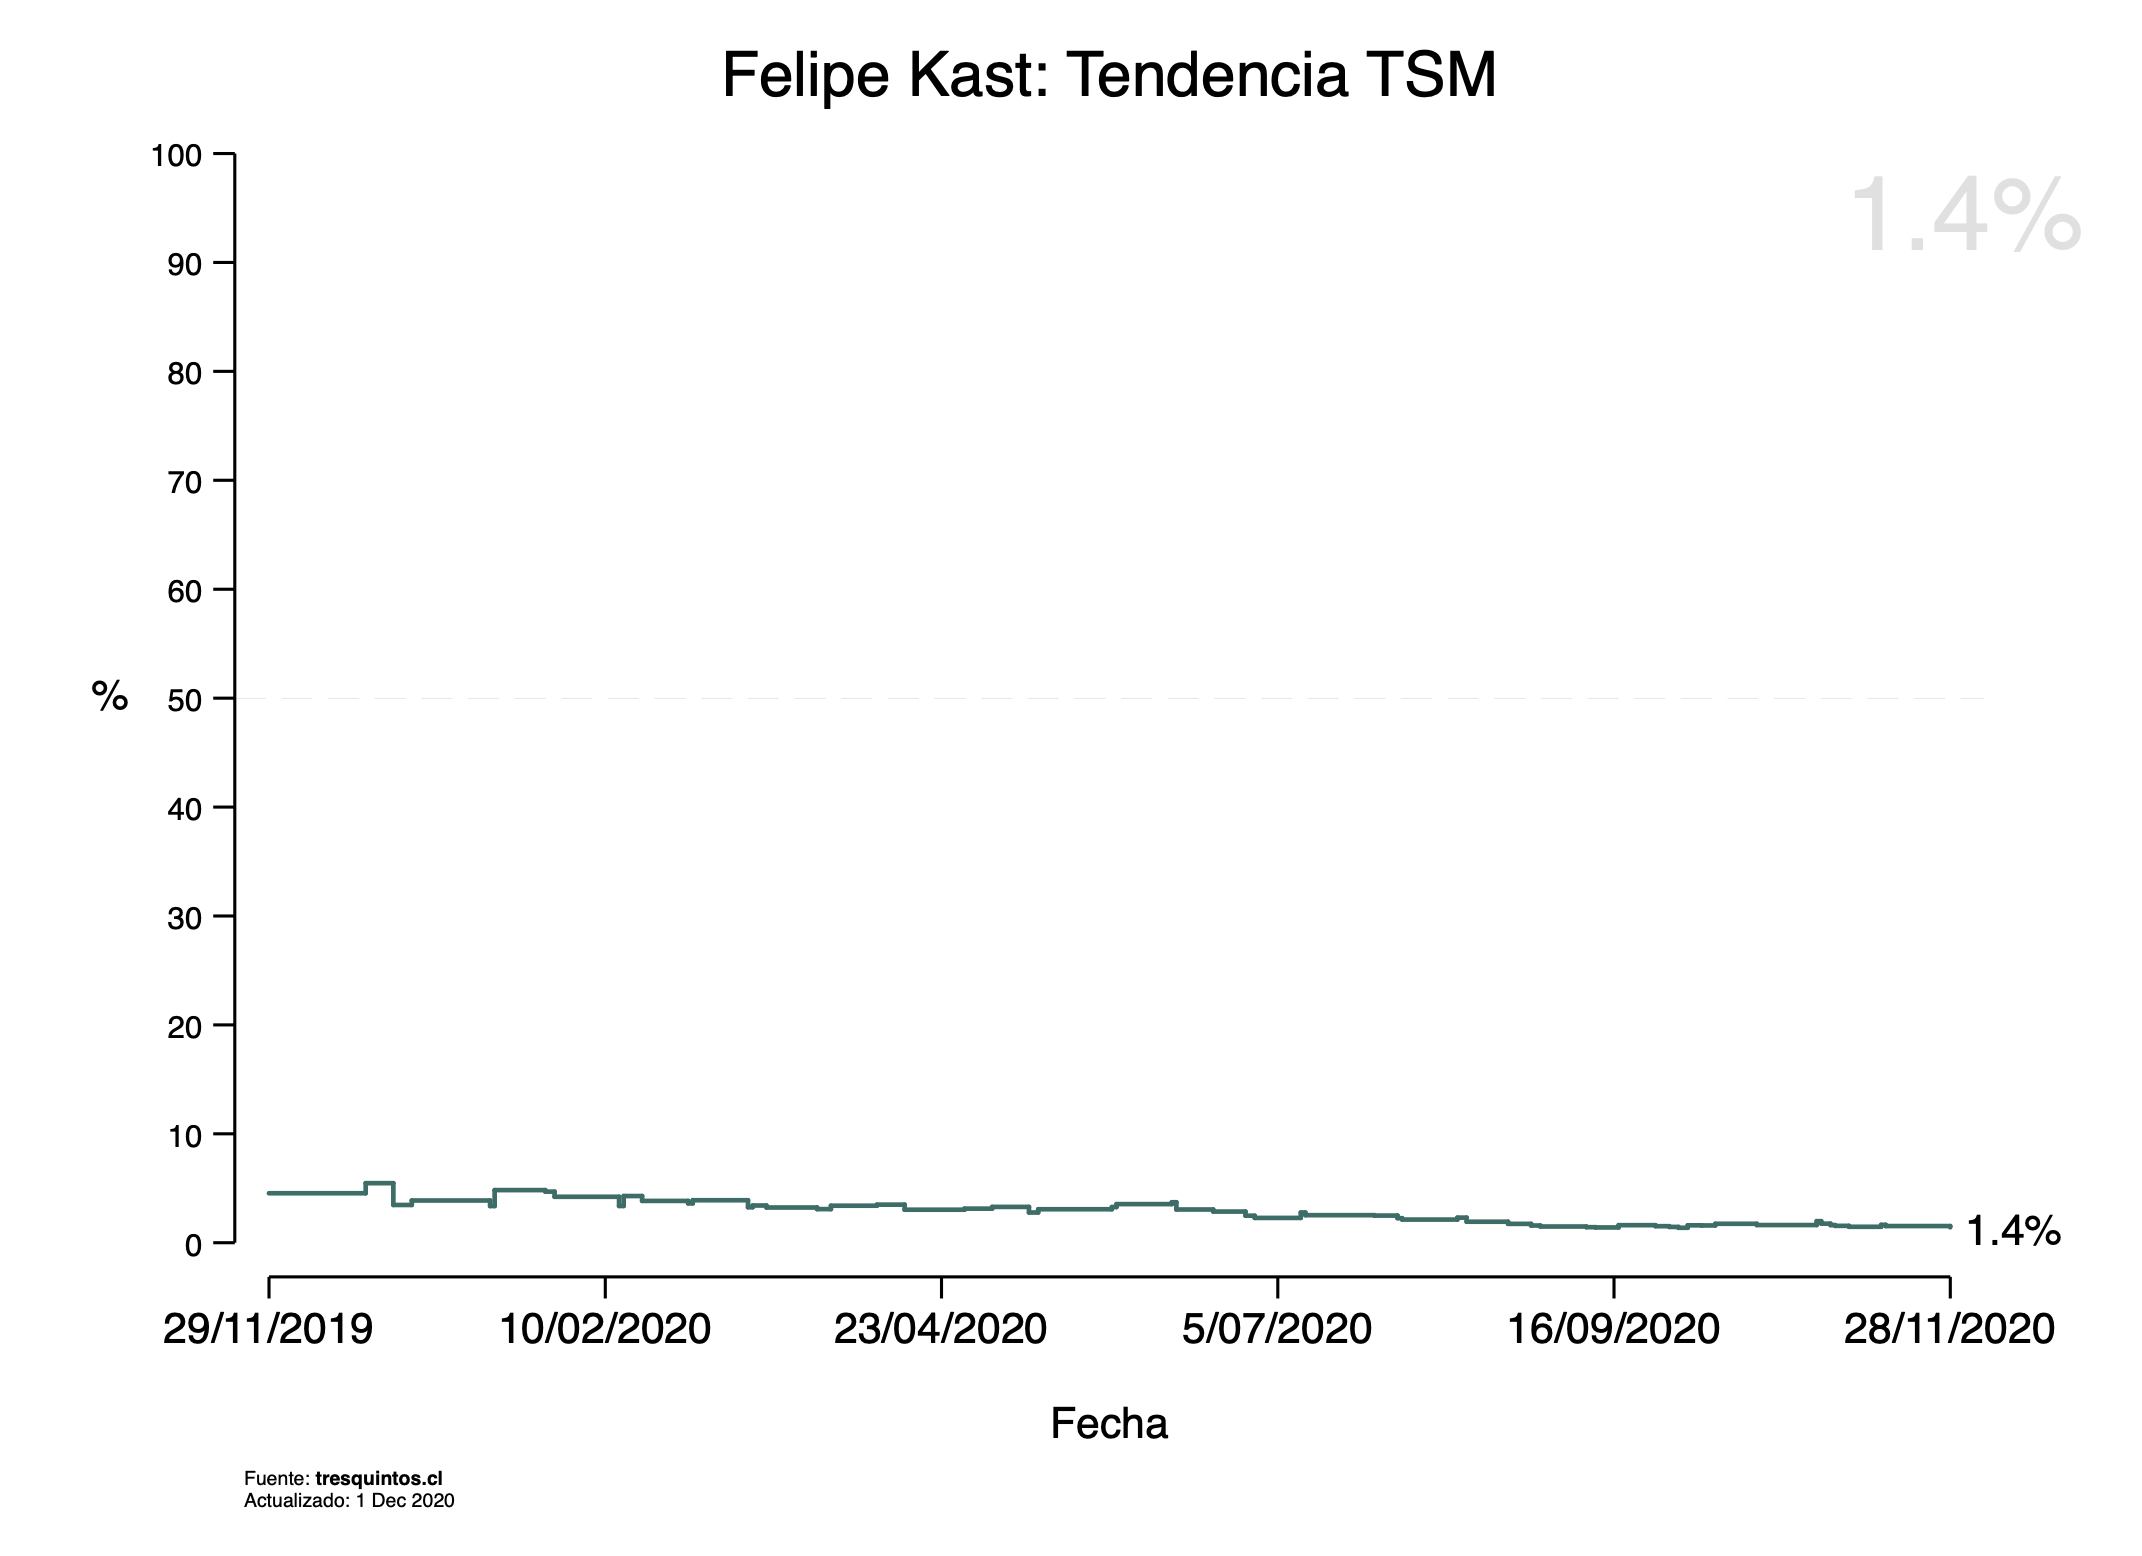 Felipe Kast: Tendencia TSM
1.4%
100
90
80
70
60
% 50
40
30
20
10
0
1.4%
29/11/2019 10/02/2020 23/04/2020 5/07/2020 16/09/2020 28/11/2020
Fecha
Fuente: tresquintos.cl
Actualizado: 1 Dec 2020